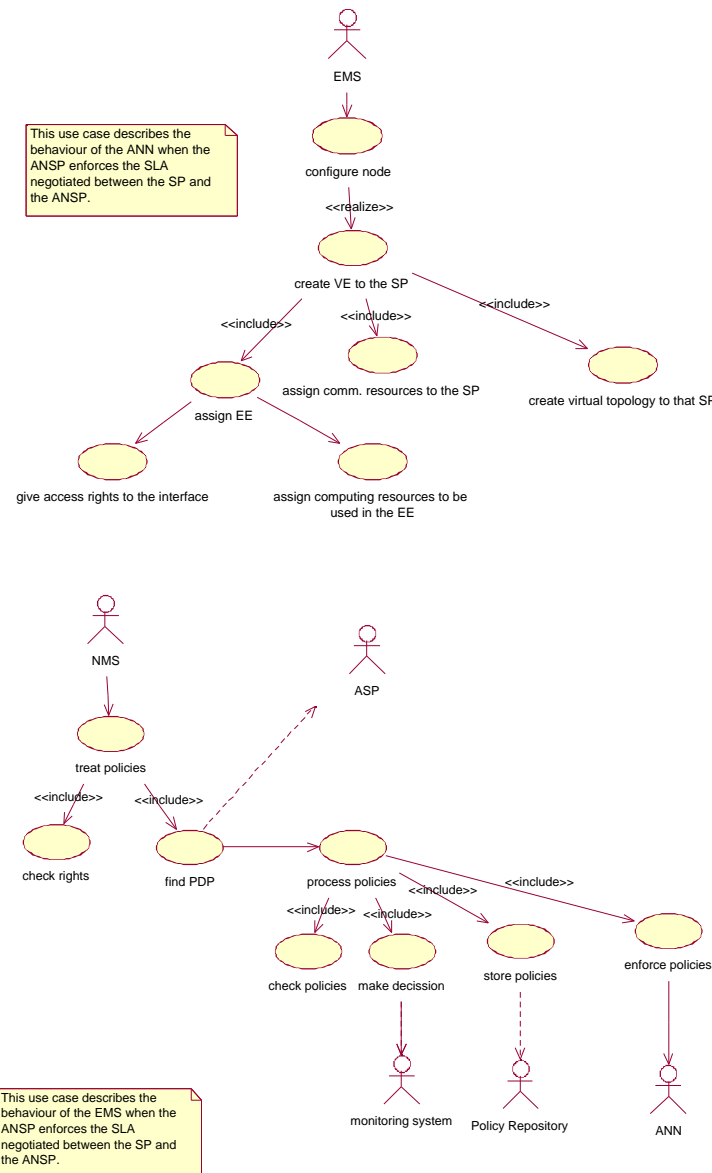 EMS
This use case describes the
behaviour of the ANN when the
ANSP enforces the SLA
negotiated between the SP and
the ANSP.
configure node
<<realize>>
create VE to the SP
<<include>>
<<include>>
<<include>>
assign EE
assign comm. resources to the SP
create virtual topology to that SP
give access rights to the interface
assign computing resources to be
used in the EE
NMS
ASP
treat policies
<<include>>
<<include>>
check rights
find PDP
process policies
<<include>>
<<include>>
<<include>>
<<include>>
check policies
make decission
store policies
enforce policies
monitoring system
Policy Repository
ANN
This use case describes the
behaviour of the EMS when the
ANSP enforces the SLA
negotiated between the SP and
the ANSP.